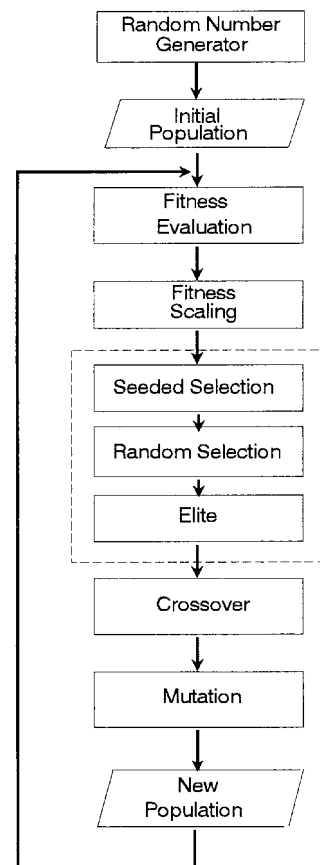 Random Number
Generator
Initial
Population
Fitness
Evaluation
Fitness
Scaling
Seeded Selection
Random Selection
Elite
Crossover
Mutation
New
Population